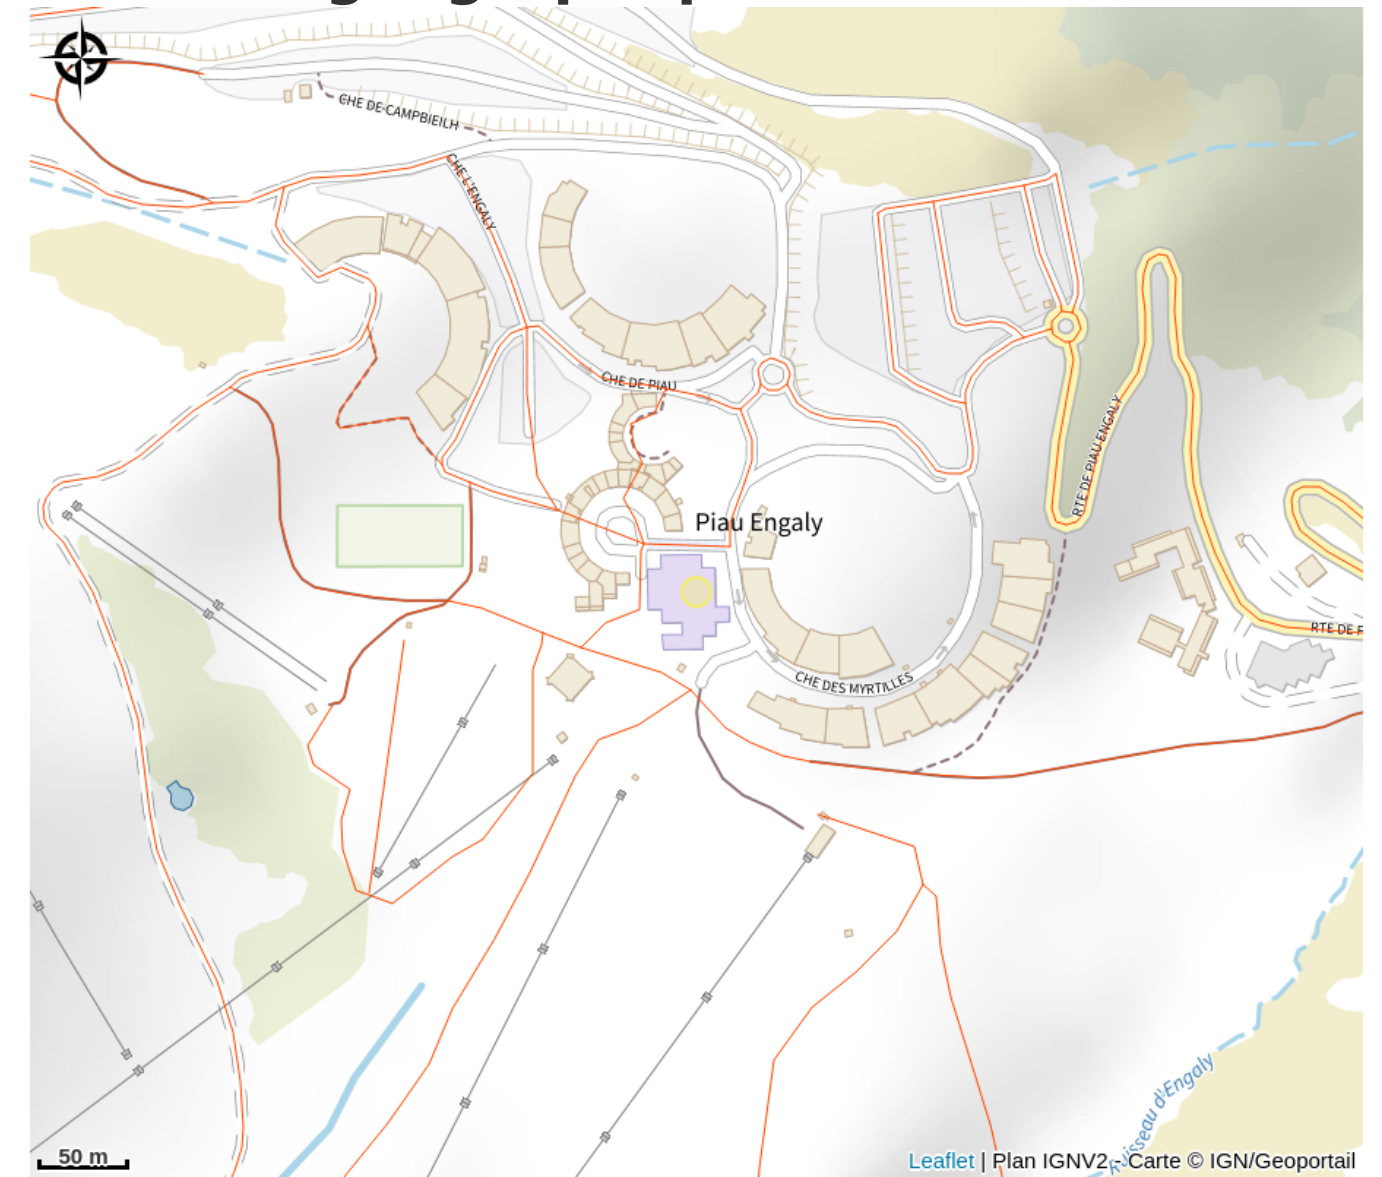 CHE DE CAMPBIEILH
CHE L'ENGALY
CHE DE PIAU
RTE DE PIAU ENGALY
Piau Engaly
RTE DE P
CHE DES MYRTILLES
Ruisseau d'Engaly
50 m
Leaflet | Plan IGNV2 - Carte © IGN/Geoportail